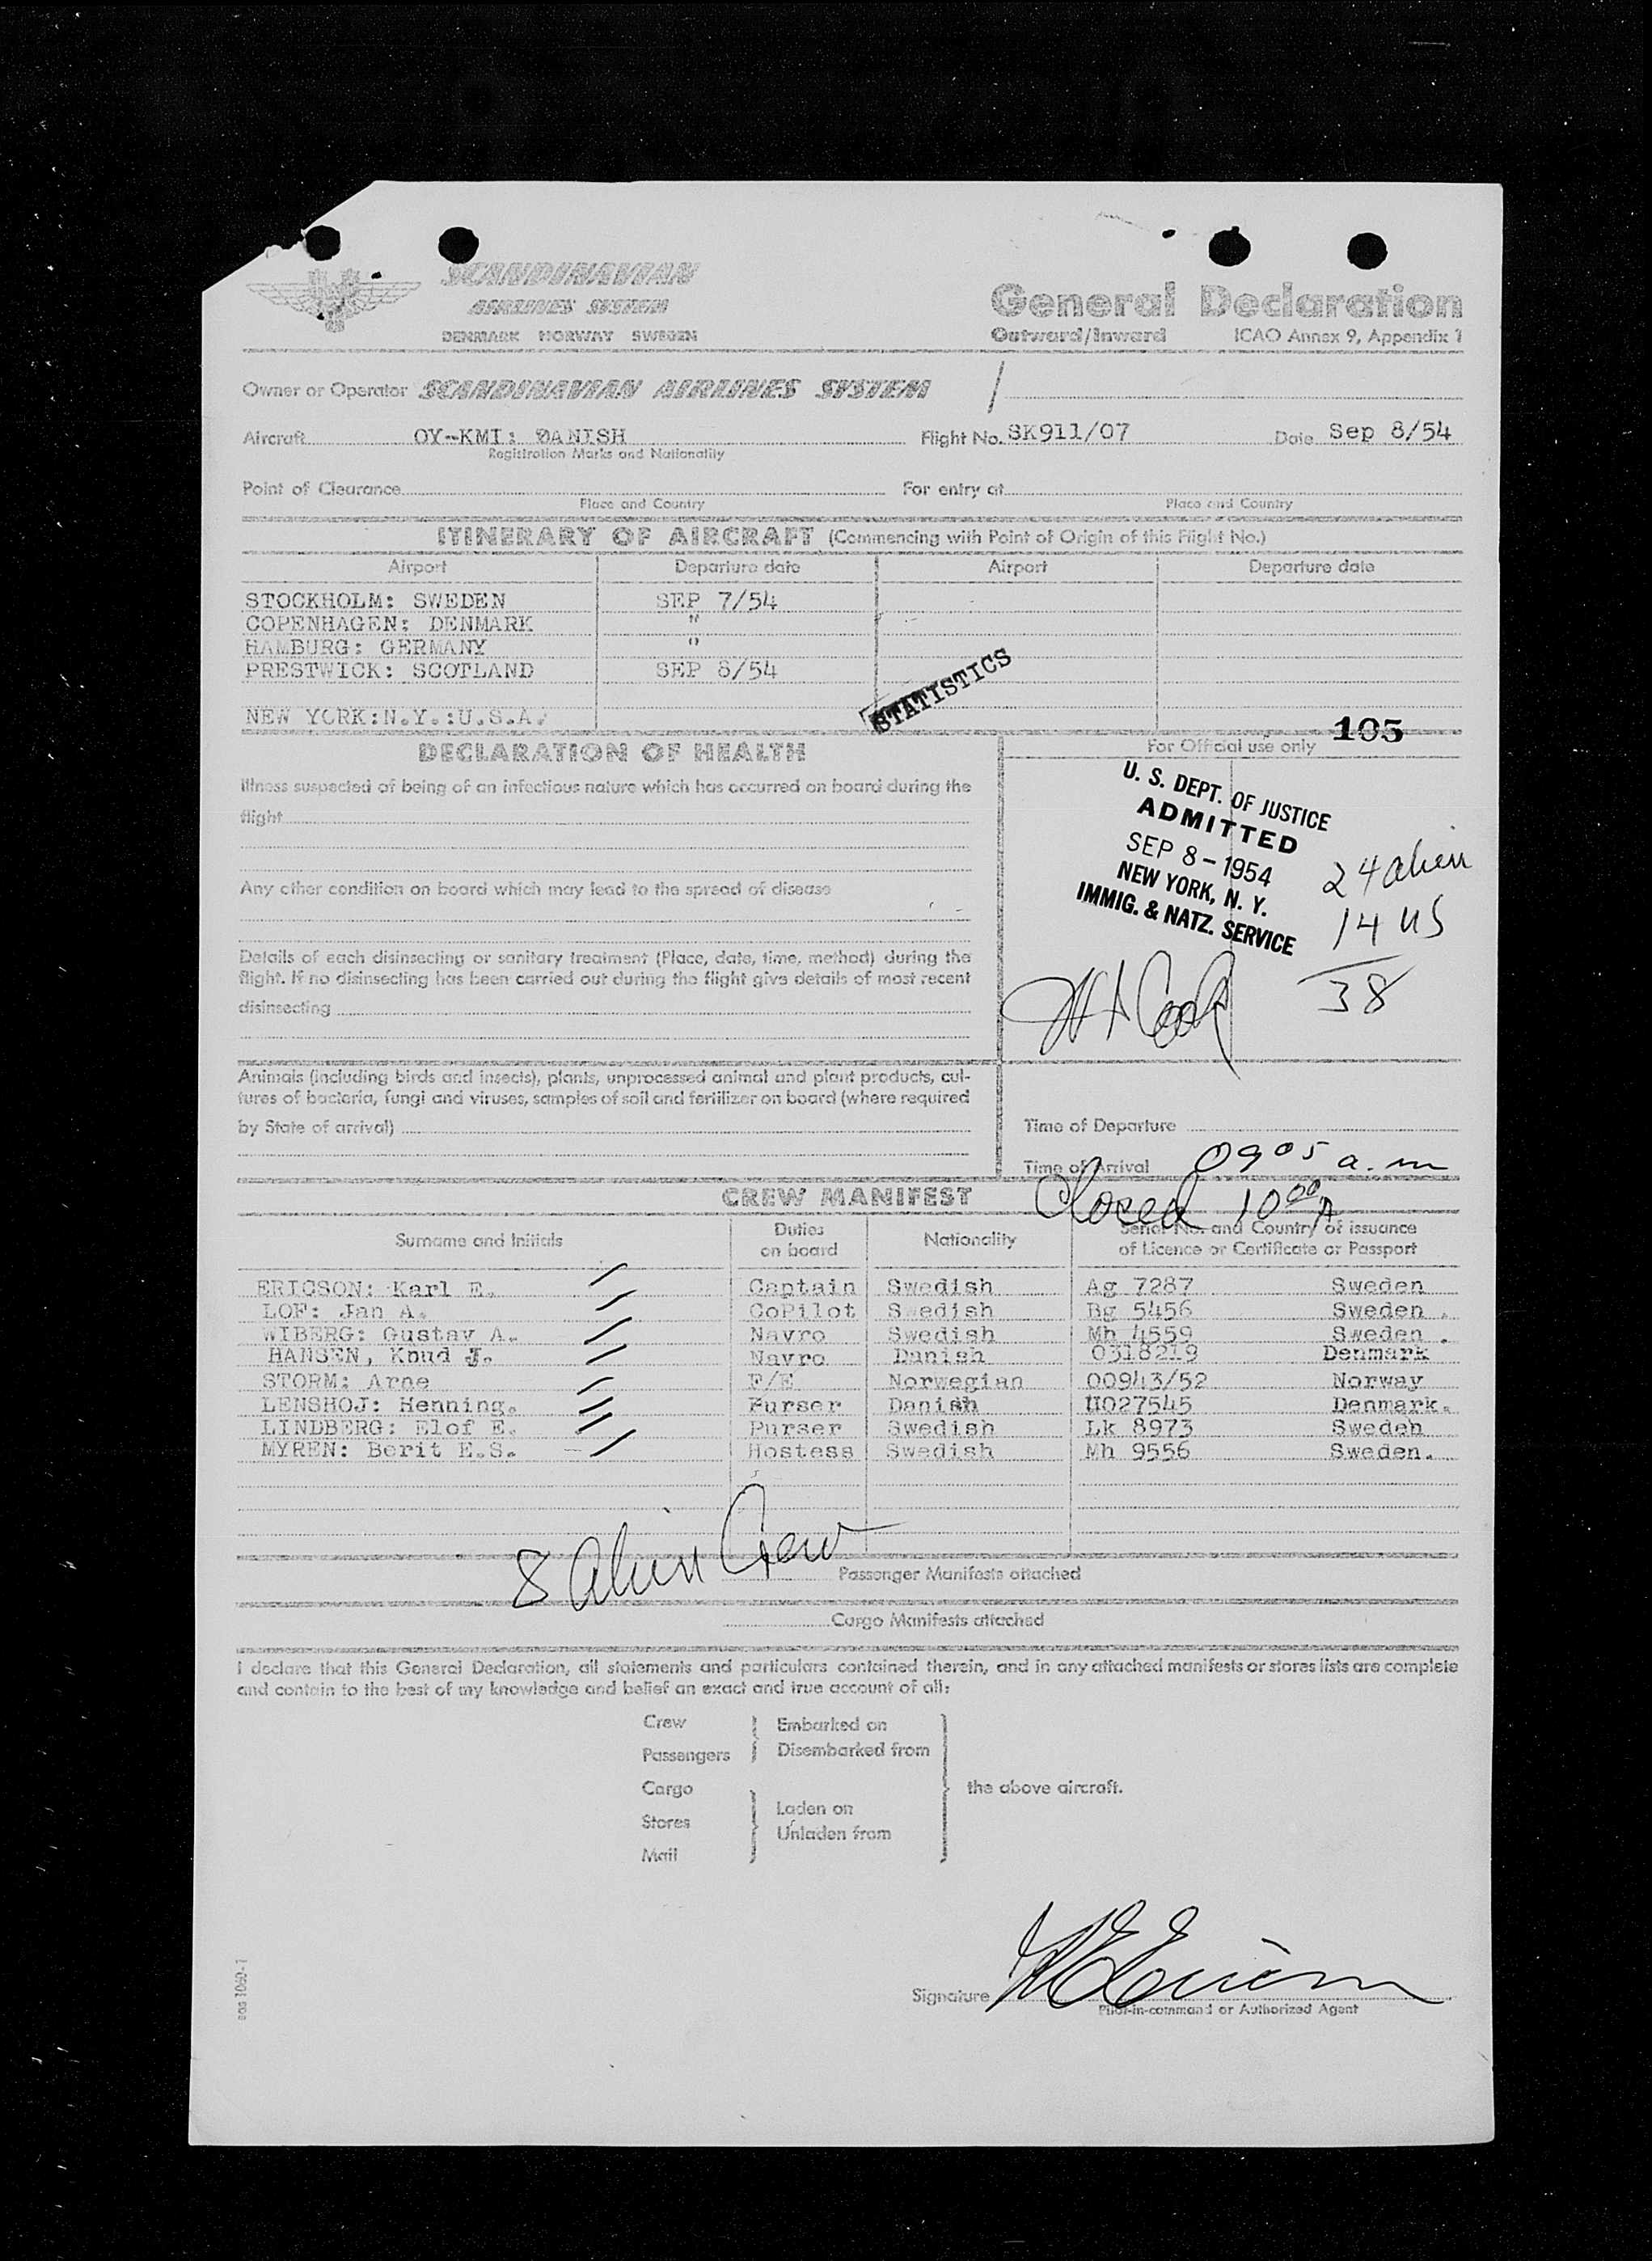 SCANDINAVIAN
AIRLINES SYSTEM
DENMARK NORWAY SWEDEN
General Declaration
Outward/Inward ICAO Annex 9, Appendix 1
Owner or Operator SCANDINAVIAN AIRLINES SYSTEM /
Aircraft OY-KMI: DANISH Flight No. SK911/07 Date Sep 8/54
Registration Marks and Nationality
Point of Clearance For entry at
Place and Country Place and Country
ITINERARY OF AIRCRAFT (Commencing with Point of Origin of this Flight No.)
Airport Departure date Airport Departure date
STOCKHOLM: SWEDEN SEP 7/54
COPENHAGEN: DENMARK "
HAMBURG: GERMANY "
PRESTWICK: SCOTLAND SEP 8/54
STATISTICS
NEW YORK:N.Y.:U.S.A.
105
DECLARATION OF HEALTH
For Official use only
Illness suspected of being of an infectious nature which has occurred on board during the
flight
Any other condition on board which may lead to the spread of disease
Details of each disinsecting or sanitary treatment (Place, date, time, method) during the
flight. If no disinsecting has been carried out during the flight give details of most recent
disinsecting
Animals (including birds and insects), plants, unprocessed animal and plant products, cul-
tures of bacteria, fungi and viruses, samples of soil and fertilizer on board (where required
by State of arrival)
U. S. DEPT. OF JUSTICE
ADMITTED
SEP 8 - 1954
NEW YORK, N. Y.
IMMIG. & NATZ. SERVICE
24 alien
14 US
38
Time of Departure
Time of Arrival 0905 a.m
Closed 10 00 A
CREW MANIFEST
Surname and Initials Duties on board Nationality Serial No. and Country of issuance
of Licence or Certificate or Passport
ERICSON: Karl E. Captain Swedish Ag 7287 Sweden
LOF: Jan A. CoPilot Swedish Bg 5456 Sweden .
WIBERG: Gustav A. Navro Swedish Mh 4559 Sweden .
HANSEN, Knud J. Navro Danish 0318219 Denmark
STORM: Arne F/E Norwegian 00943/52 Norway
LENSHOJ: Henning. Purser Danish U027545 Denmark.
LINDBERG: Elof E. Purser Swedish Lk 8973 Sweden
MYREN: Berit E.S. Hostess Swedish Mh 9556 Sweden.
8 Alien Crew
Passenger Manifests attached
Cargo Manifests attached
I declare that this General Declaration, all statements and particulars contained therein, and in any attached manifests or stores lists are complete
and contain to the best of my knowledge and belief an exact and true account of all:
Crew Embarked on
Passengers Disembarked from
Cargo the above aircraft.
Laden on
Stores
Unladen from
Mail
sas 1060-1
Signature
Pilot-in-command or Authorized Agent